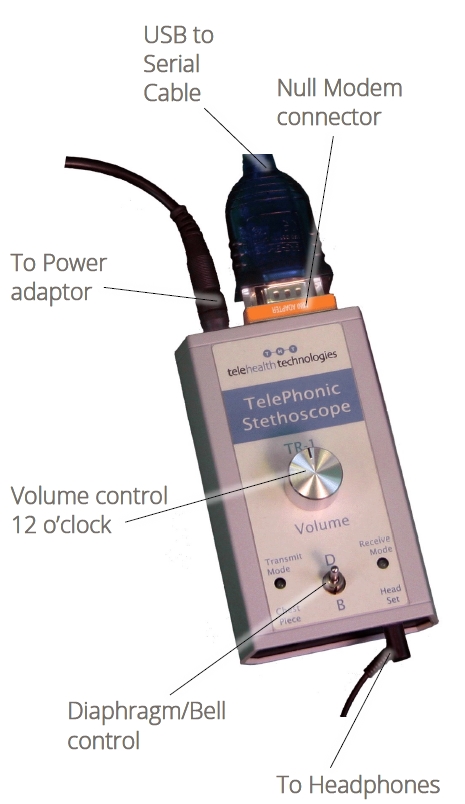 USB to
Serial
Cable
Null Modem
connector
To Power
adaptor
ADAPTER
T H T
telehealth technologies
TelePhonic
Stethoscope
TR-1
Volume control
12 o'clock
Volume
Transmit
Mode
D
Receive
Mode
Chest
Piece
B
Head
Set
Diaphragm/Bell
control
To Headphones